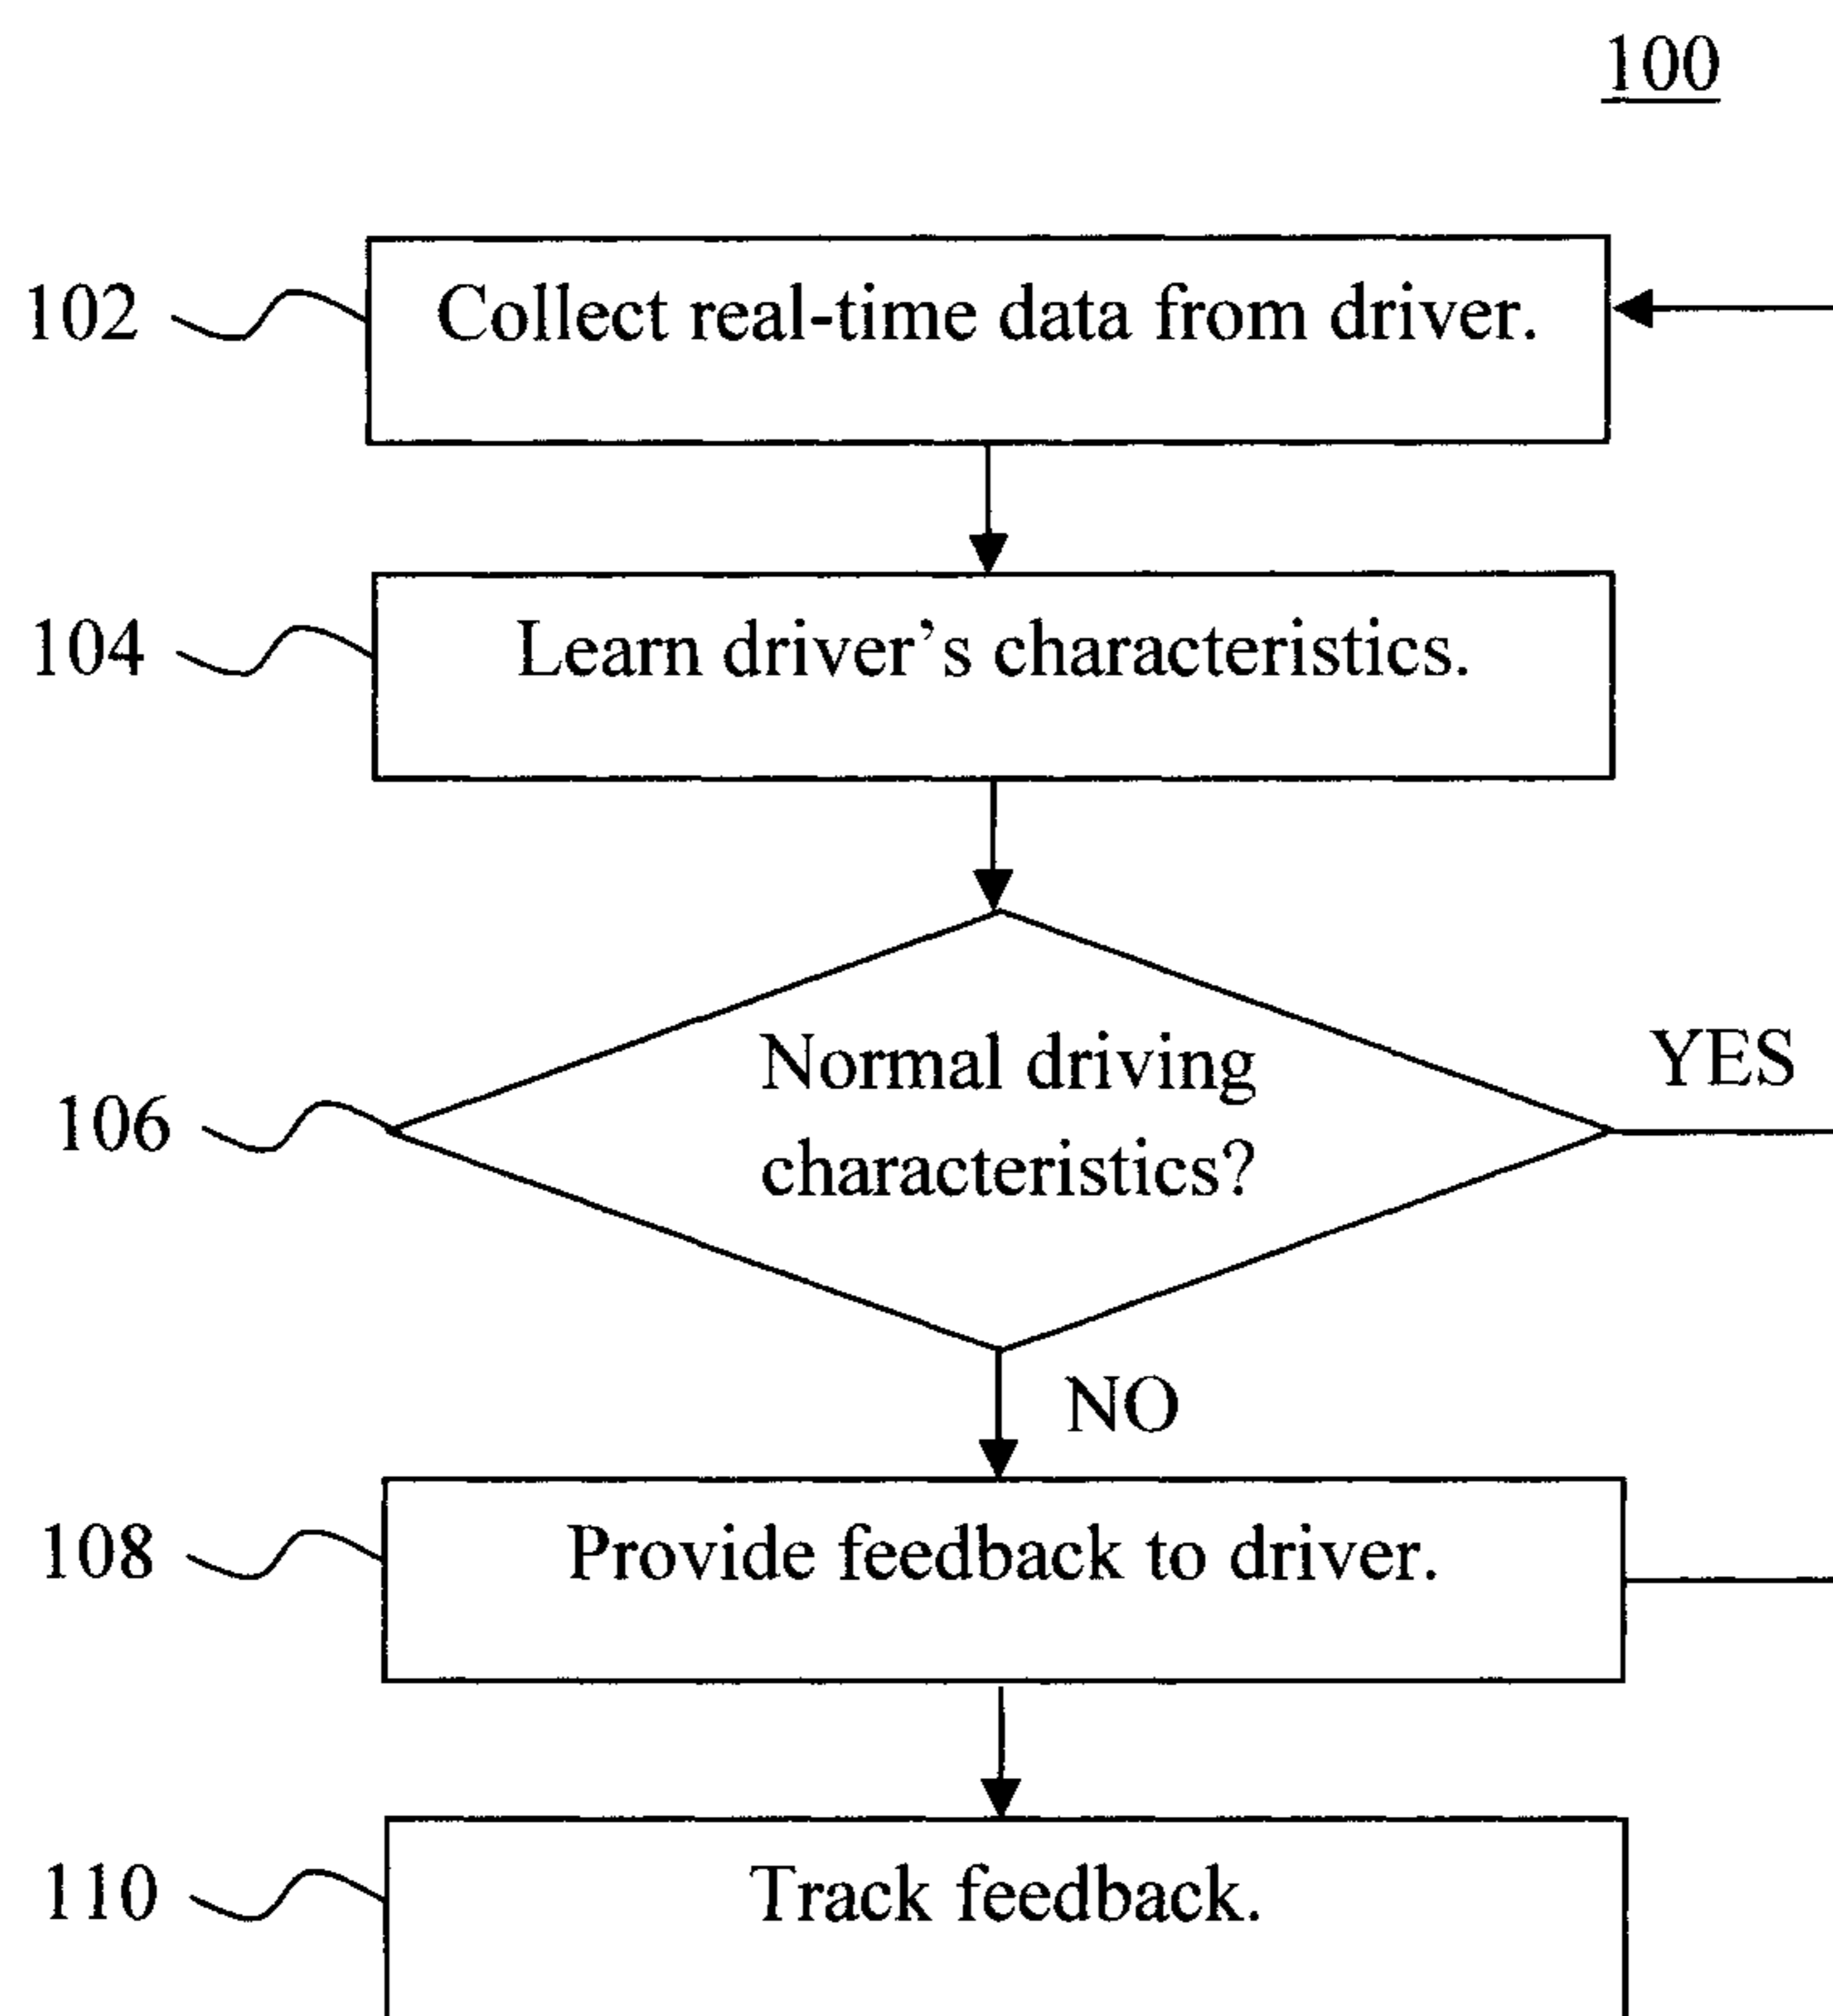 100
102
Collect real-time data from driver.
104
Learn driver’s characteristics.
106
Normal driving
characteristics?
YES
NO
108
Provide feedback to driver.
110
Track feedback.